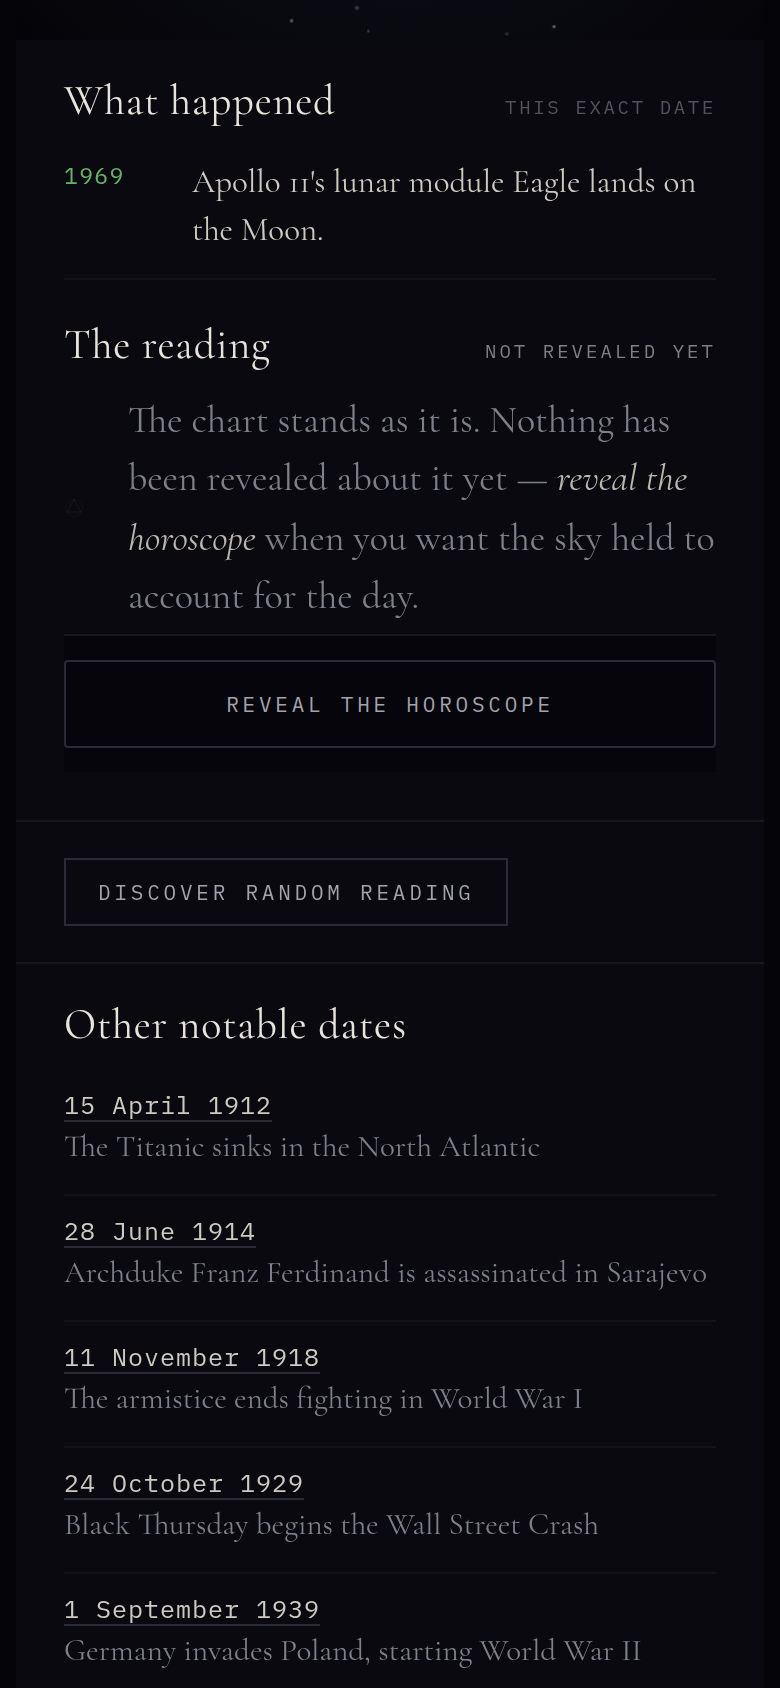 What happened
THIS EXACT DATE
1969
Apollo 11's lunar module Eagle lands on
the Moon.
The reading
NOT REVEALED YET
The chart stands as it is. Nothing has
been revealed about it yet — reveal the
horoscope when you want the sky held to
account for the day.
REVEAL THE HOROSCOPE
DISCOVER RANDOM READING
Other notable dates
15 April 1912
The Titanic sinks in the North Atlantic
28 June 1914
Archduke Franz Ferdinand is assassinated in Sarajevo
11 November 1918
The armistice ends fighting in World War I
24 October 1929
Black Thursday begins the Wall Street Crash
1 September 1939
Germany invades Poland, starting World War II